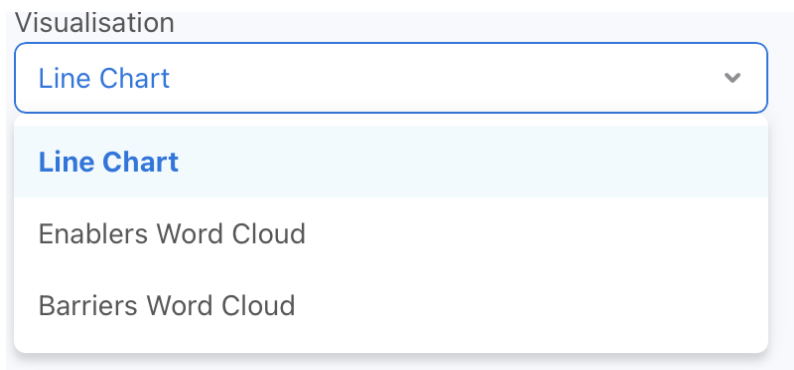 Visualisation
Line Chart
Line Chart
Enablers Word Cloud
Barriers Word Cloud